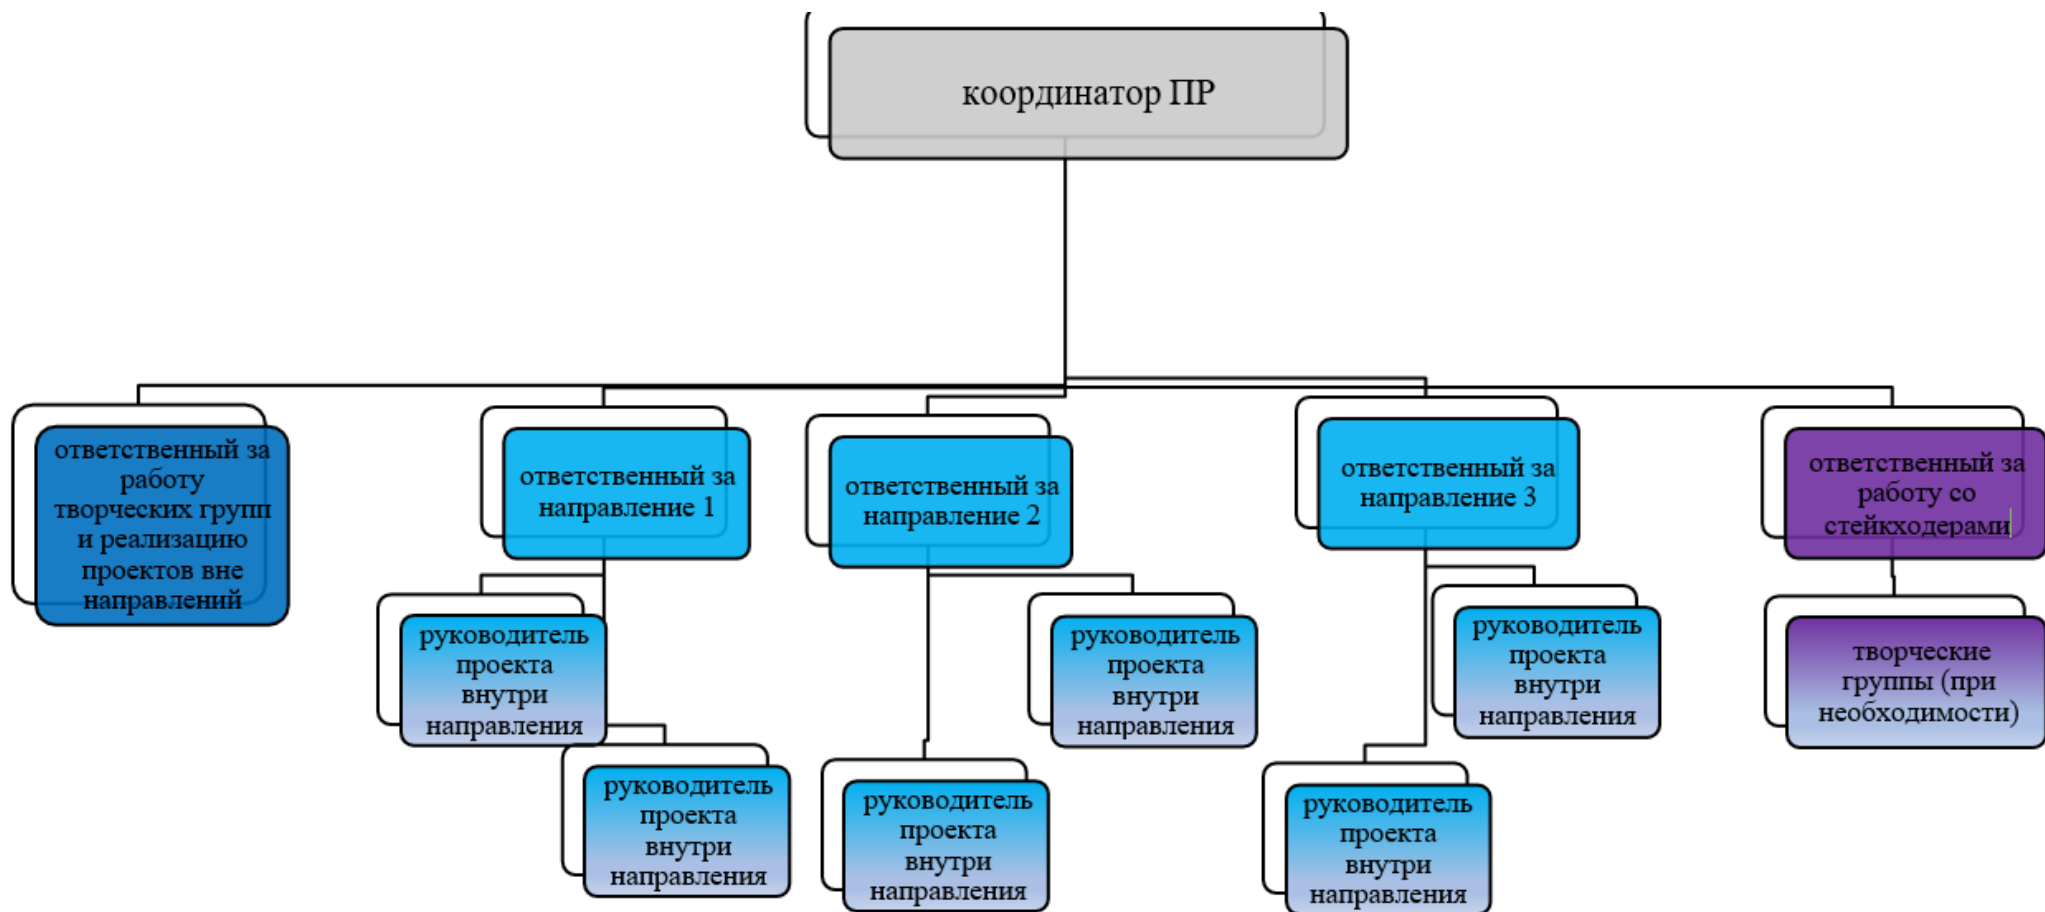 координатор ПР
ответственный за
работу
творческих групп
и реализацию
проектов вне
направлений
ответственный за
направление 1
ответственный за
направление 2
ответственный за
направление 3
ответственный за
работу со
стейкходерами
руководитель
проекта
внутри
направления
руководитель
проекта
внутри
направления
руководитель
проекта
внутри
направления
руководитель
проекта
внутри
направления
руководитель
проекта
внутри
направления
руководитель
проекта
внутри
направления
творческие
группы (при
необходимости)